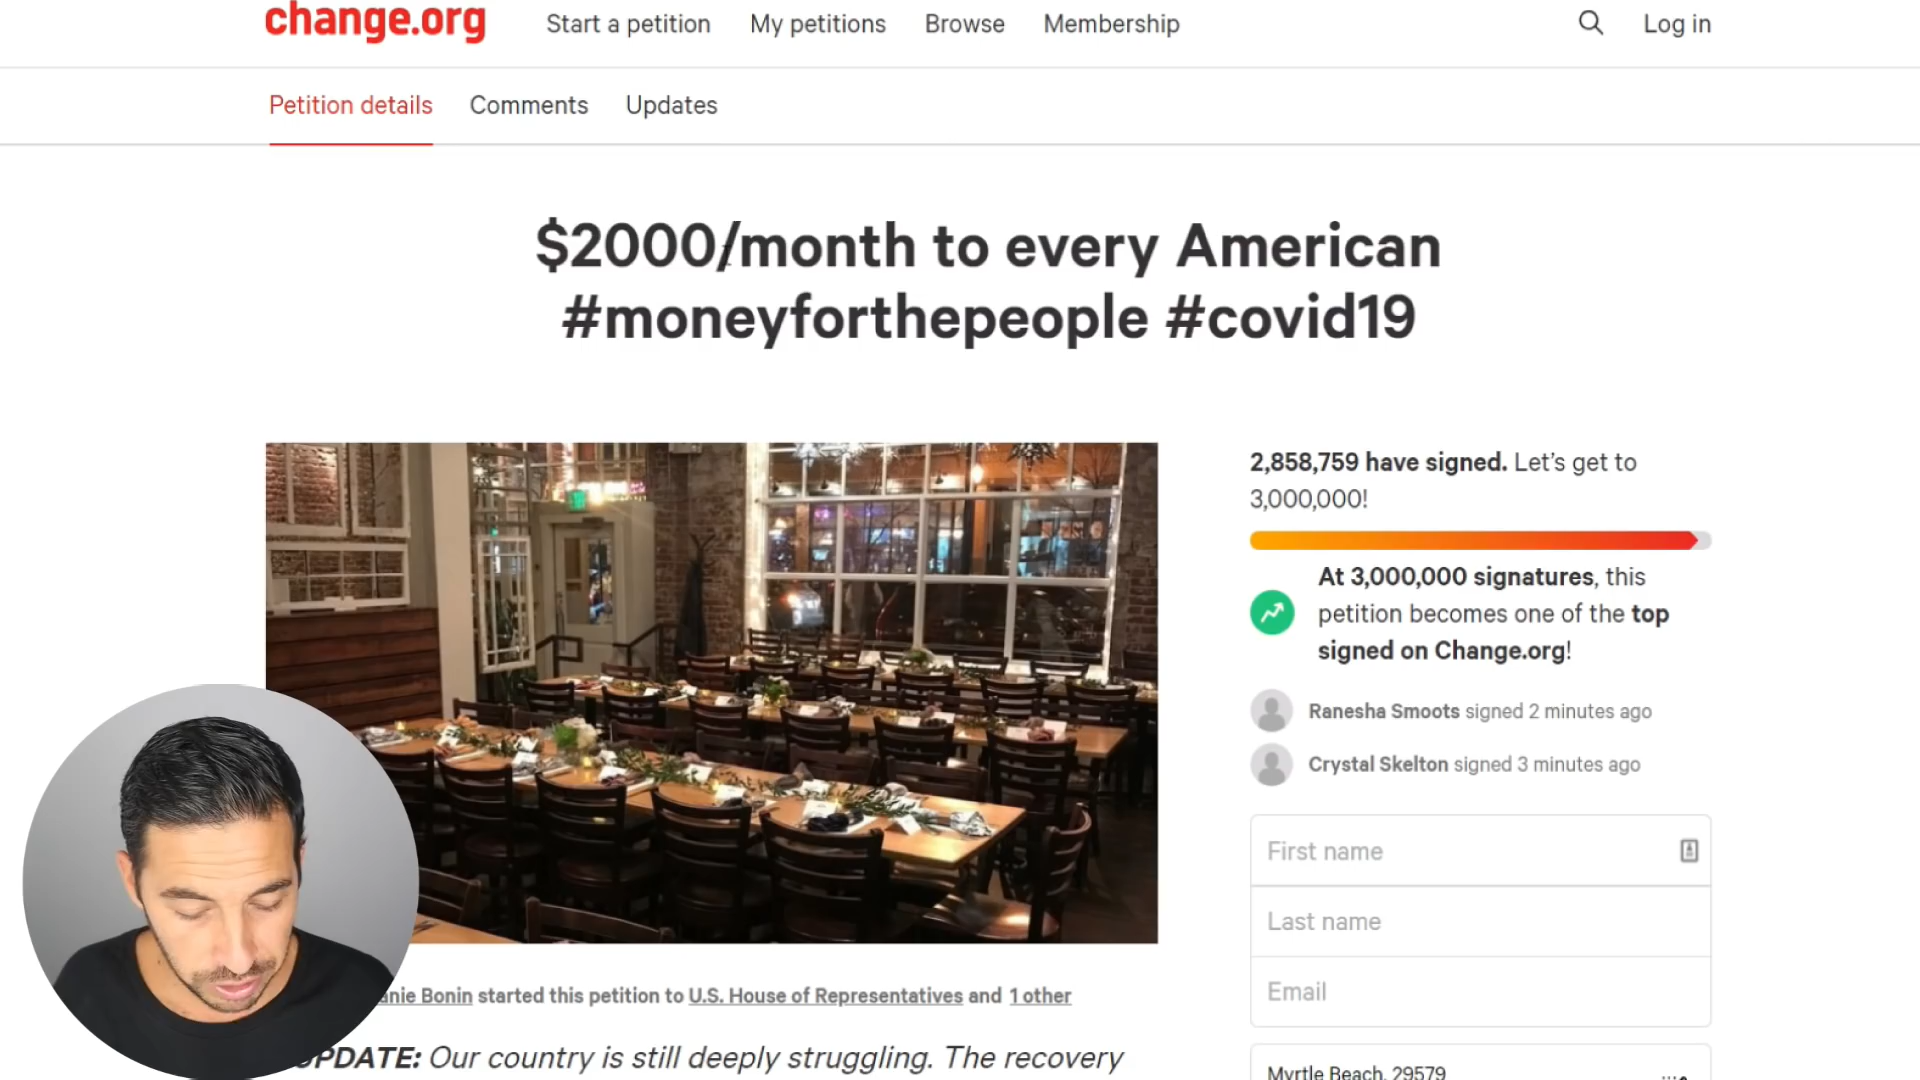 change.org
Start a petition
My petitions
Browse
Membership
Log in
Petition details
Comments
Updates
$2000/month to every American
#moneyforthepeople #covid19
2,858,759 have signed. Let's get to
3,000,000!
At 3,000,000 signatures, this
petition becomes one of the top
signed on Change.org!
Ranesha Smoots signed 2 minutes ago
Crystal Skelton signed 3 minutes ago
First name
Last name
Email
Myrtle Beach, 29579
Bonin started this petition to U.S. House of Representatives and 1 other
UPDATE: Our country is still deeply struggling. The recovery